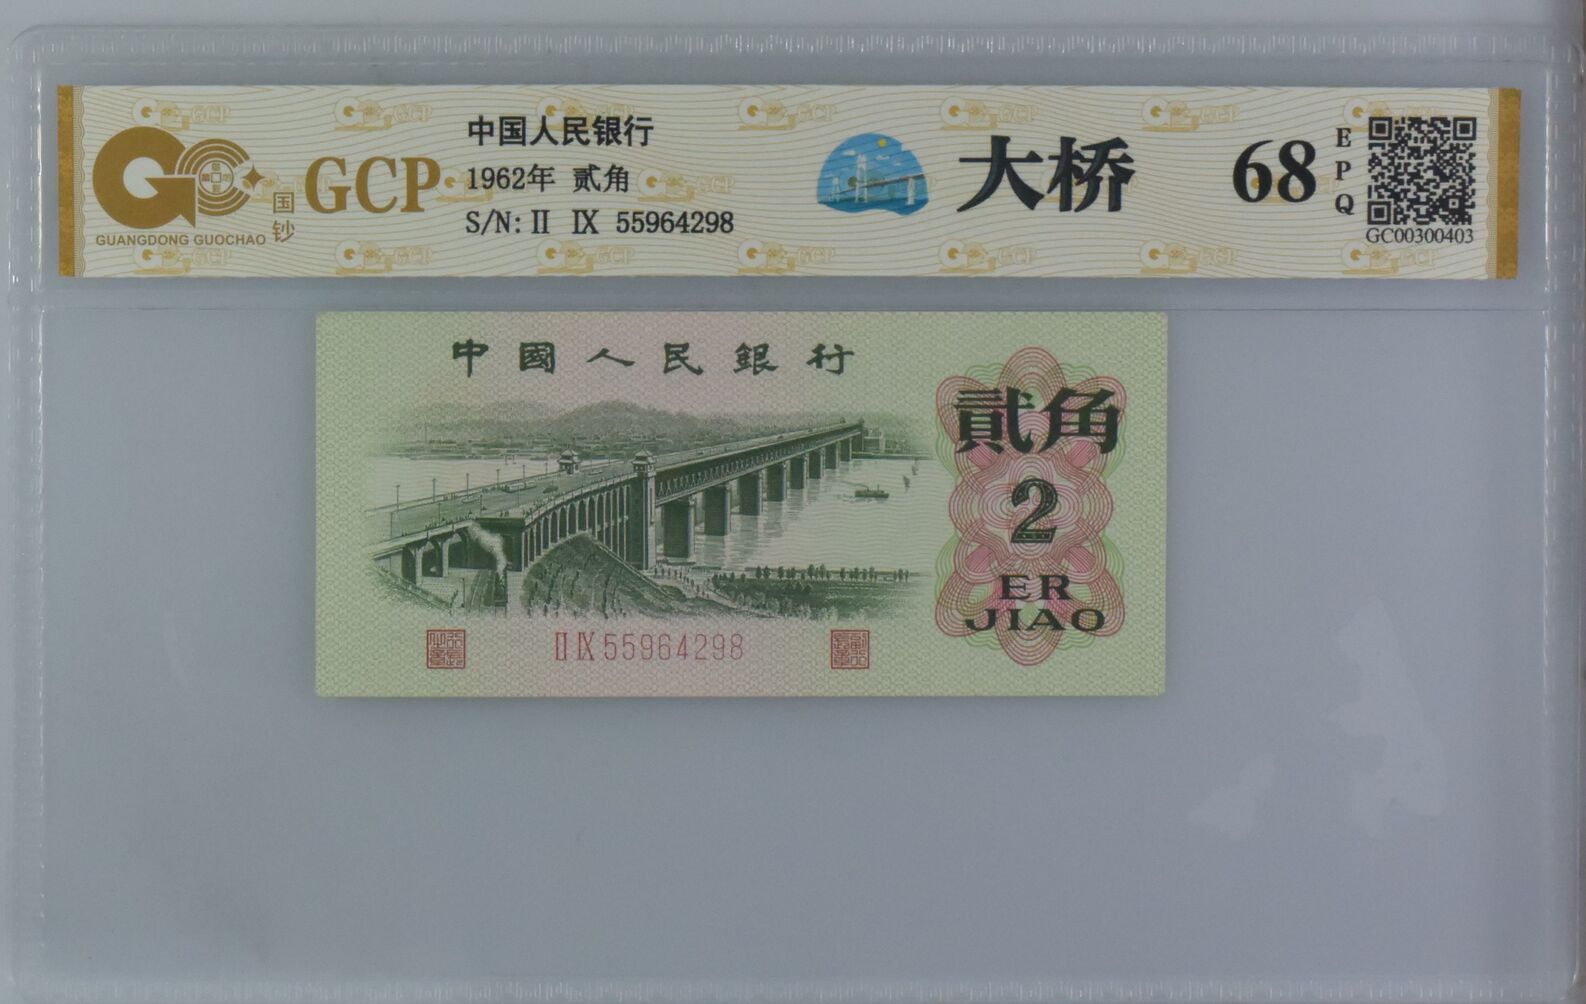 GUANGDONG GUOCHAO
国钞
GCP
中国人民银行
1962年 贰角
S/N: II IX 55964298
大桥
68
EPQ
GC00300403
中國人民銀行
貳角
2
ER
JIAO
II IX 55964298